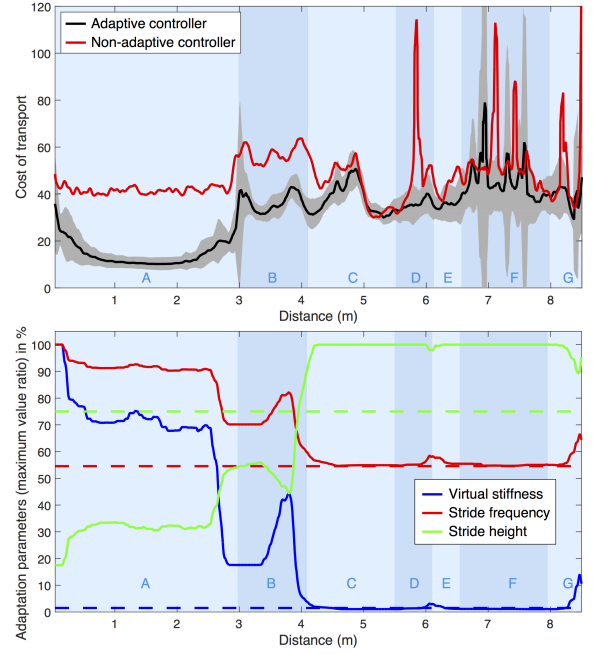 120
100
80
60
40
20
0
Cost of transport
Adaptive controller
Non-adaptive controller
A B C D E F G
1 2 3 4 5 6 7 8
Distance (m)
100
90
80
70
60
50
40
30
20
10
0
Adaptation parameters (maximum value ratio) in %
Virtual stiffness
Stride frequency
Stride height
A B C D E F G
1 2 3 4 5 6 7 8
Distance (m)